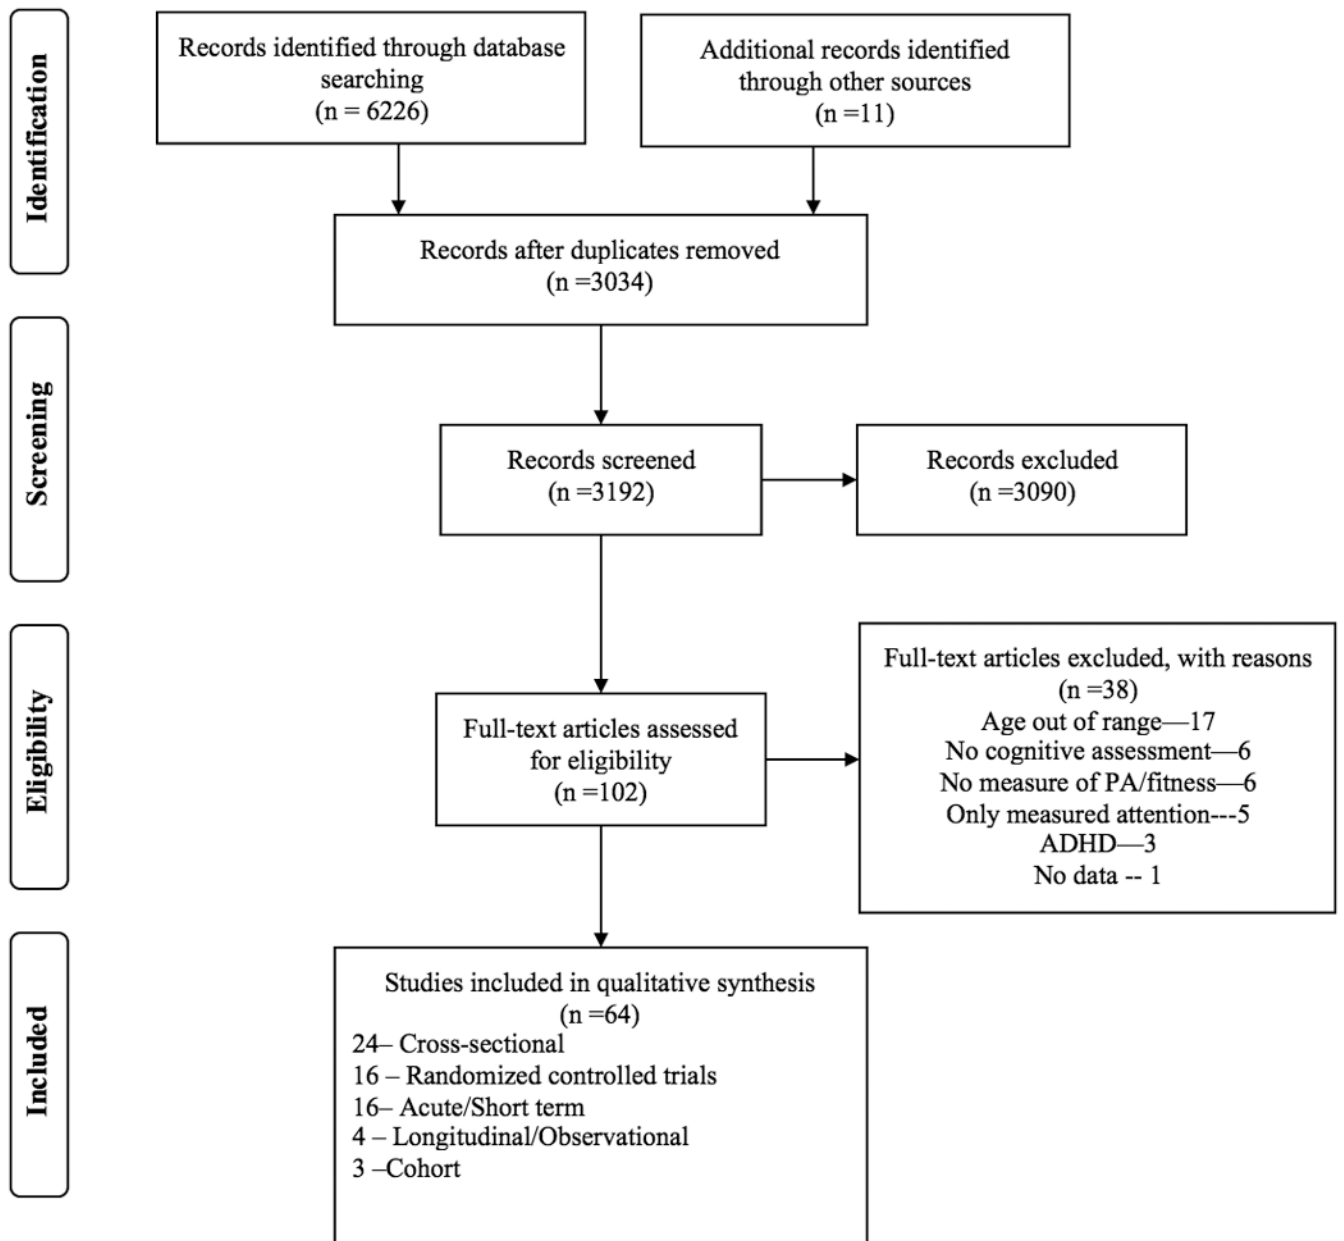 Identification
Records identified through database
searching
(n = 6226)
Additional records identified
through other sources
(n =11)
Records after duplicates removed
(n =3034)
Screening
Records screened
(n =3192)
Records excluded
(n =3090)
Eligibility
Full-text articles assessed
for eligibility
(n =102)
Full-text articles excluded, with reasons
(n =38)
Age out of range—17
No cognitive assessment—6
No measure of PA/fitness—6
Only measured attention---5
ADHD—3
No data -- 1
Included
Studies included in qualitative synthesis
(n =64)
24– Cross-sectional
16 – Randomized controlled trials
16– Acute/Short term
4 – Longitudinal/Observational
3 –Cohort